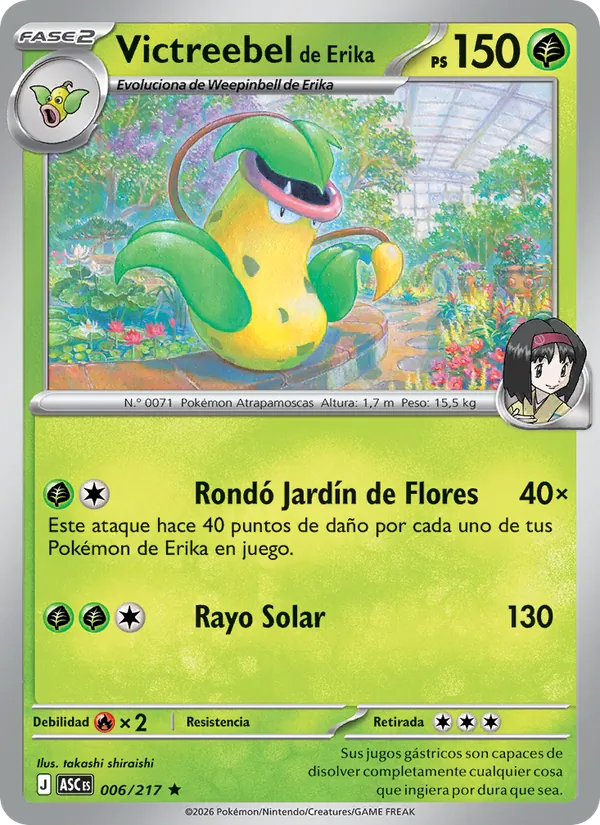 FASE 2
Victreebel de Erika
PS 150
Evoluciona de Weepinbell de Erika
N.º 0071 Pokémon Atrapamoscas Altura: 1,7 m Peso: 15,5 kg
Rondó Jardín de Flores 40×
Este ataque hace 40 puntos de daño por cada uno de tus
Pokémon de Erika en juego.
Rayo Solar 130
Debilidad ×2 Resistencia Retirada
Ilus. takashi shiraishi
Sus jugos gástricos son capaces de
disolver completamente cualquier cosa
que ingiera por dura que sea.
J ASC ES 006/217 ★
©2026 Pokémon/Nintendo/Creatures/GAME FREAK